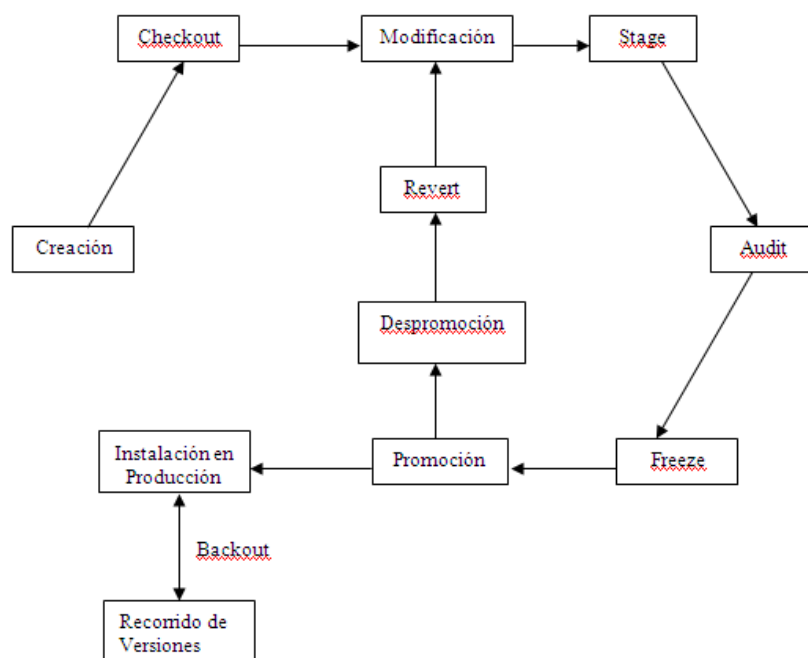 Checkout
Modificación
Stage
Revert
Creación
Audit
Despromoción
Instalación en
Producción
Promoción
Freeze
Backout
Recorrido de
Versiones